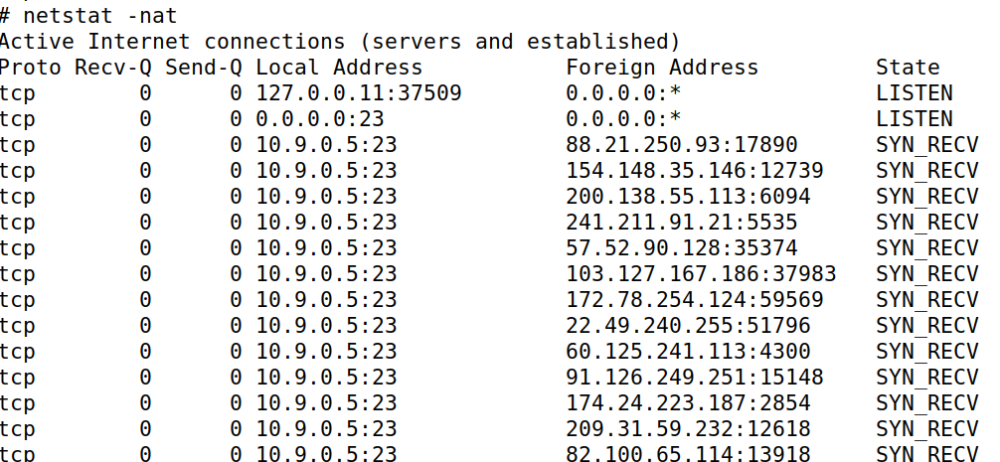 # netstat -nat
Active Internet connections (servers and established)
Proto Recv-Q Send-Q Local Address           Foreign Address         State
tcp        0      0 127.0.0.11:37509        0.0.0.0:*               LISTEN
tcp        0      0 0.0.0.0:23              0.0.0.0:*               LISTEN
tcp        0      0 10.9.0.5:23             88.21.250.93:17890      SYN_RECV
tcp        0      0 10.9.0.5:23             154.148.35.146:12739    SYN_RECV
tcp        0      0 10.9.0.5:23             200.138.55.113:6094     SYN_RECV
tcp        0      0 10.9.0.5:23             241.211.91.21:5535      SYN_RECV
tcp        0      0 10.9.0.5:23             57.52.90.128:35374      SYN_RECV
tcp        0      0 10.9.0.5:23             103.127.167.186:37983   SYN_RECV
tcp        0      0 10.9.0.5:23             172.78.254.124:59569    SYN_RECV
tcp        0      0 10.9.0.5:23             22.49.240.255:51796     SYN_RECV
tcp        0      0 10.9.0.5:23             60.125.241.113:4300     SYN_RECV
tcp        0      0 10.9.0.5:23             91.126.249.251:15148    SYN_RECV
tcp        0      0 10.9.0.5:23             174.24.223.187:2854     SYN_RECV
tcp        0      0 10.9.0.5:23             209.31.59.232:12618     SYN_RECV
tcp        0      0 10.9.0.5:23             82.100.65.114:13918     SYN_RECV